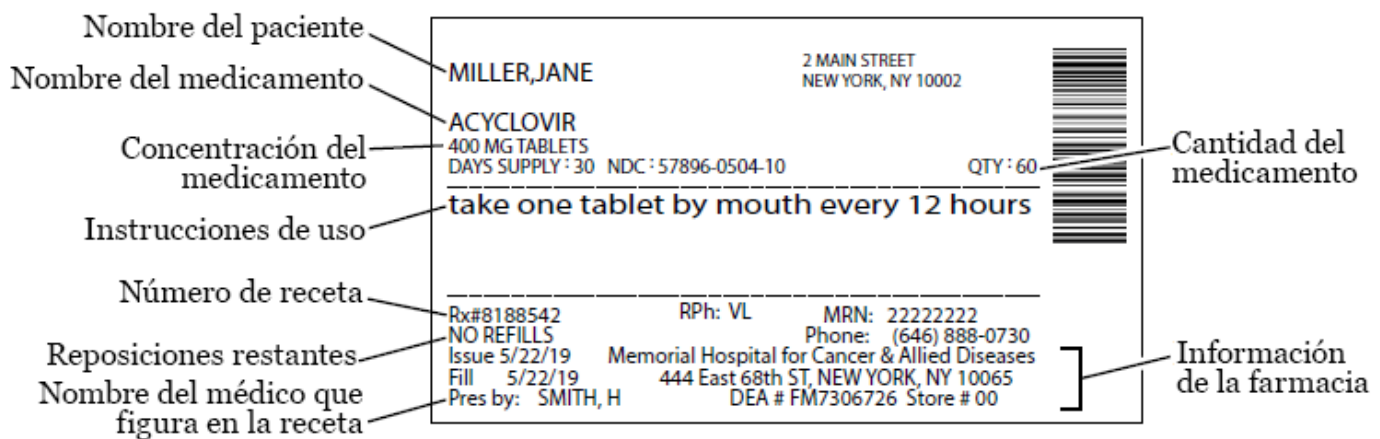 Nombre del paciente
MILLER,JANE
2 MAIN STREET
NEW YORK, NY 10002
Nombre del medicamento
ACYCLOVIR
Concentración del
medicamento
400 MG TABLETS
DAYS SUPPLY : 30 NDC : 57896-0504-10 QTY : 60
Cantidad del
medicamento
Instrucciones de uso
take one tablet by mouth every 12 hours
Número de receta
Rx#8188542 RPh: VL MRN: 22222222
Reposiciones restantes
NO REFILLS Phone: (646) 888-0730
Issue 5/22/19 Memorial Hospital for Cancer & Allied Diseases
Fill 5/22/19 444 East 68th ST, NEW YORK, NY 10065
Nombre del médico que
figura en la receta
Pres by: SMITH, H DEA # FM7306726 Store # 00
Información
de la farmacia